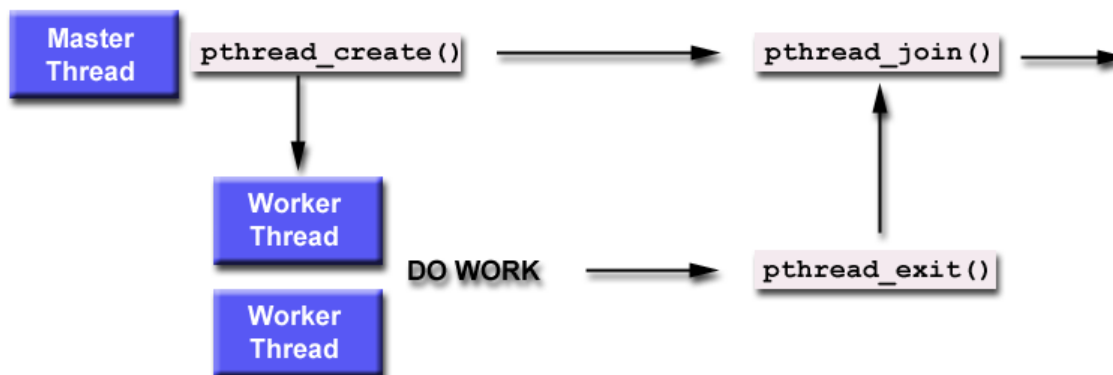 Master
Thread
pthread_create()
pthread_join()
Worker
Thread
DO WORK
pthread_exit()
Worker
Thread